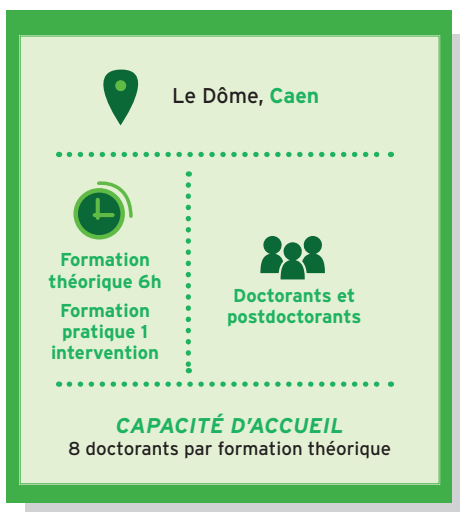 Le Dôme, Caen
Formation
théorique 6h
Formation
pratique 1
intervention
Doctorants et
postdoctorants
CAPACITÉ D'ACCUEIL
8 doctorants par formation théorique